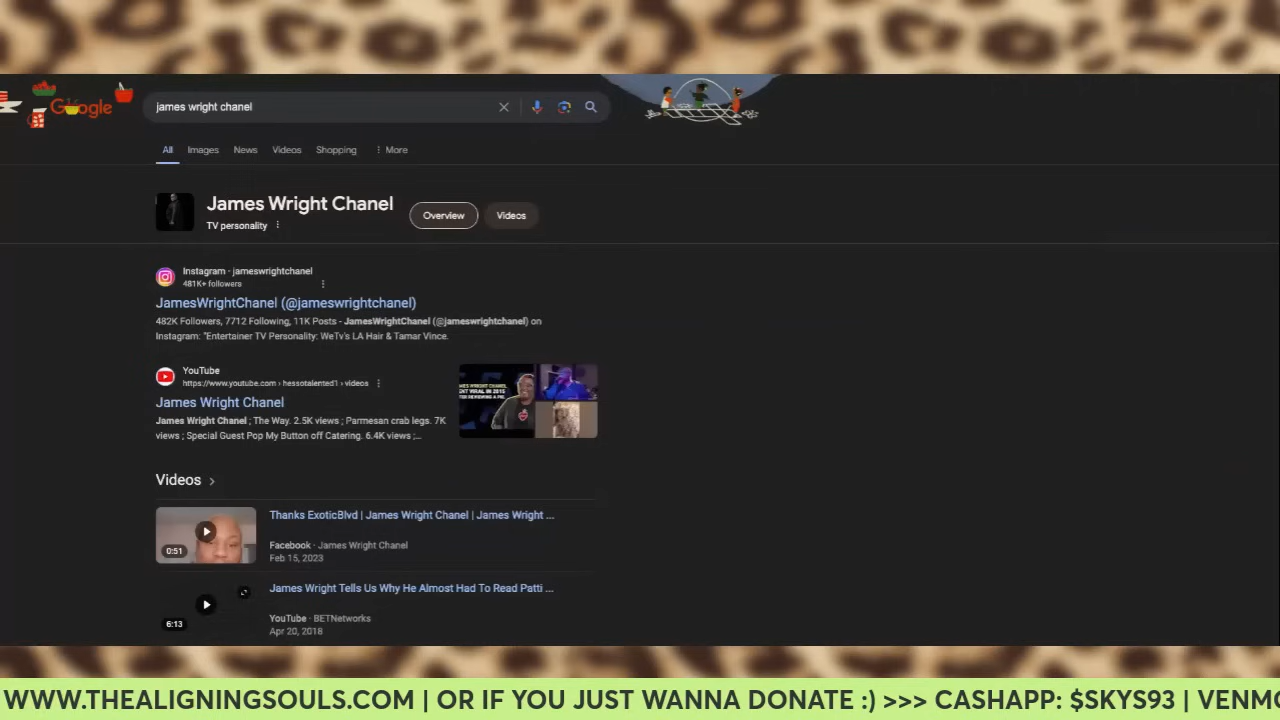 Google
james wright chanel
All
Images
News
Videos
Shopping
More
James Wright Chanel
TV personality
Overview
Videos
Instagram · jameswrightchanel
481K+ followers
JamesWrightChanel (@jameswrightchanel)
482K Followers, 7712 Following, 11K Posts - JamesWrightChanel (@jameswrightchanel) on
Instagram: "Entertainer TV Personality: WeTv's LA Hair & Tamar Vince.
YouTube
https://www.youtube.com › hessotalented1 › videos
James Wright Chanel
James Wright Chanel ; The Way. 2.5K views ; Parmesan crab legs. 7K
views ; Special Guest Pop My Button off Catering. 6.4K views ;...
Videos
Thanks ExoticBlvd | James Wright Chanel | James Wright ...
0:51
Facebook · James Wright Chanel
Feb 15, 2023
James Wright Tells Us Why He Almost Had To Read Patti ...
6:13
YouTube · BETNetworks
Apr 20, 2018
WWW.THEALIGNINGSOULS.COM | OR IF YOU JUST WANNA DONATE :) >>> CASHAPP: $SKYS93 | VENMO